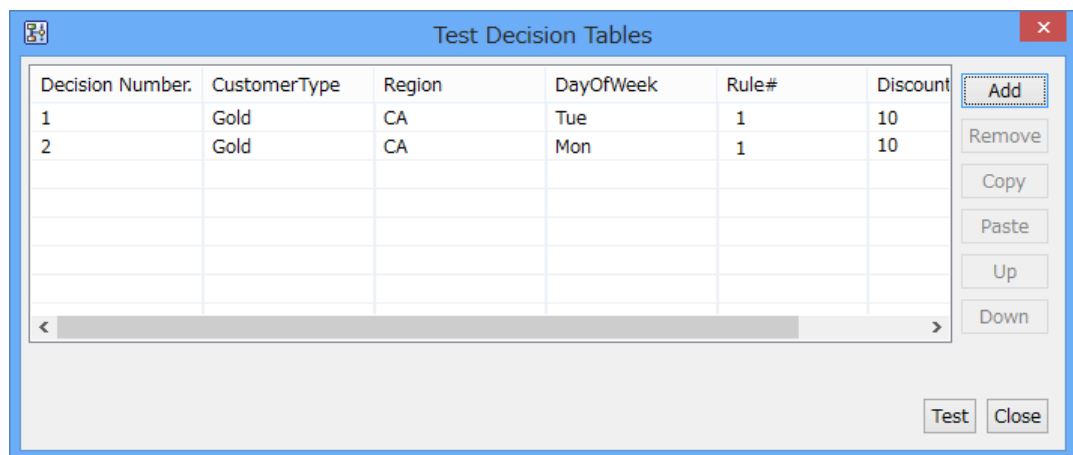 Test Decision Tables
Decision Number. CustomerType Region DayOfWeek Rule# Discount
1 Gold CA Tue 1 10
2 Gold CA Mon 1 10
Add
Remove
Copy
Paste
Up
Down
Test Close